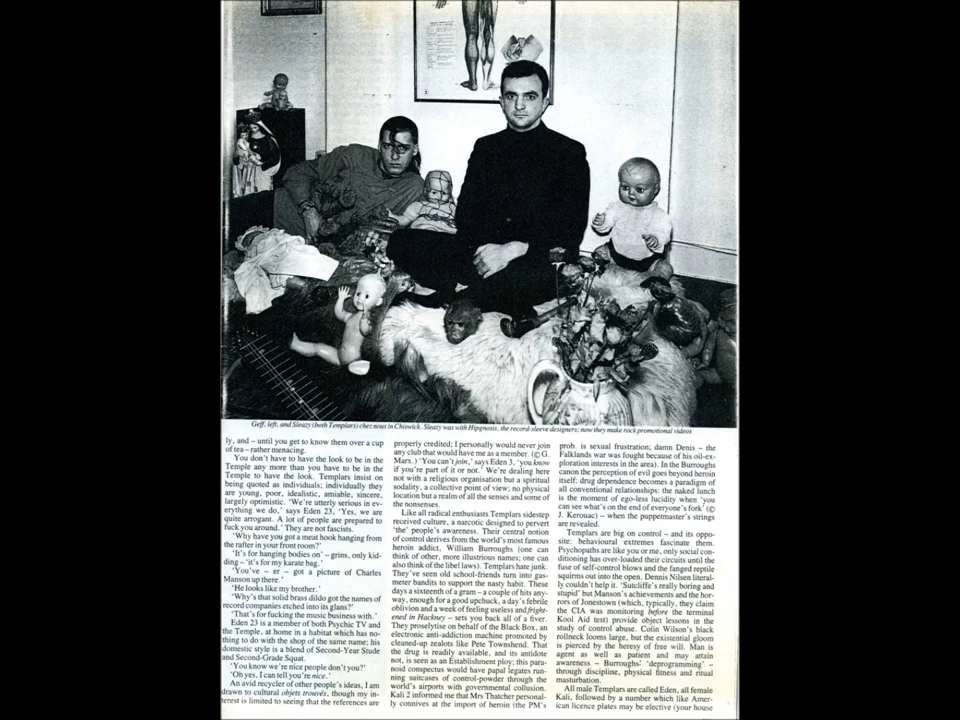 Geff, left, and Sleazy (both Templars) chez nous in Chiswick. Sleazy was with Hipgnosis, the record-sleeve designers; now they make rock promotional videos
ly, and – until you get to know them over a cup
of tea – rather menacing.
You don't have to have the look to be in the
Temple any more than you have to be in the
Temple to have the look. Templars insist on
being quoted as individuals; individually they
are young, poor, idealistic, amiable, sincere,
largely optimistic. 'We're utterly serious in ev-
erything we do,' says Eden 23, 'Yes, we are
quite arrogant. A lot of people are prepared to
fuck you around.' They are not fascists.
'Why have you got a meat hook hanging from
the rafter in your front room?'
'It's for hanging bodies on' – grins, only kid-
ding – 'it's for my karate bag.'
'You've – er – got a picture of Charles
Manson up there.'
'He looks like my brother.'
'Why's that solid brass dildo got the names of
record companies etched into its glans?'
'That's for fucking the music business with.'
Eden 23 is a member of both Psychic TV and
the Temple, at home in a habitat which has no-
thing to do with the shop of the same name; his
domestic style is a blend of Second-Year Stude
and Second-Grade Squat.
'You know we're nice people don't you?'
'Oh yes, I can tell you're nice.'
An avid recycler of other people's ideas, I am
drawn to cultural objets trouvés, though my in-
terest is limited to seeing that the references are
properly credited; I personally would never join
any club that would have me as a member. (© G.
Marx.) 'You can't join,' says Eden 3, 'you know
if you're part of it or not.' We're dealing here
not with a religious organisation but a spiritual
sodality, a collective point of view; no physical
location but a realm of all the senses and some of
the nonsenses.
Like all radical enthusiasts Templars sidestep
received culture, a narcotic designed to pervert
'the' people's awareness. Their central notion
of control derives from the world's most famous
heroin addict, William Burroughs (one can
think of other, more illustrious names; one can
also think of the libel laws). Templars hate junk.
They've seen old school-friends turn into gas-
meter bandits to support the nasty habit. These
days a sixteenth of a gram – a couple of hits any-
way, enough for a good upchuck, a day's febrile
oblivion and a week of feeling useless and fright-
ened in Hackney – sets you back all of a fiver.
They proselytise on behalf of the Black Box, an
electronic anti-addiction machine promoted by
cleaned-up zealots like Pete Townshend. That
the drug is readily available, and its antidote
not, is seen as an Establishment ploy; this para-
noid conspectus would have papal legates run-
ning suitcases of control-powder through the
world's airports with governmental collusion.
Kali 2 informed me that Mrs Thatcher personal-
ly connives at the import of heroin (the PM's
prob. is sexual frustration; damn Denis – the
Falklands war was fought because of his oil-ex-
ploration interests in the area). In the Burroughs
canon the perception of evil goes beyond heroin
itself: drug dependence becomes a paradigm of
all conventional relationships: the naked lunch
is the moment of ego-less lucidity when 'you
can see what's on the end of everyone's fork' (©
J. Kerouac) – when the puppetmaster's strings
are revealed.
Templars are big on control – and its oppo-
site: behavioural extremes fascinate them.
Psychopaths are like you or me, only social con-
ditioning has over-loaded their circuits until the
fuse of self-control blows and the fanged reptile
squirms out into the open. Dennis Nilsen literal-
ly couldn't help it. 'Sutcliffe's really boring and
stupid' but Manson's achievements and the hor-
rors of Jonestown (which, typically, they claim
the CIA was monitoring before the terminal
Kool Aid test) provide object lessons in the
study of control abuse. Colin Wilson's black
rollneck looms large, but the existential gloom
is pierced by the heresy of free will. Man is
agent as well as patient and may attain
awareness – Burroughs' 'deprogramming' –
through discipline, physical fitness and ritual
masturbation.
All male Templars are called Eden, all female
Kali, followed by a number which like Amer-
ican licence plates may be elective (your house